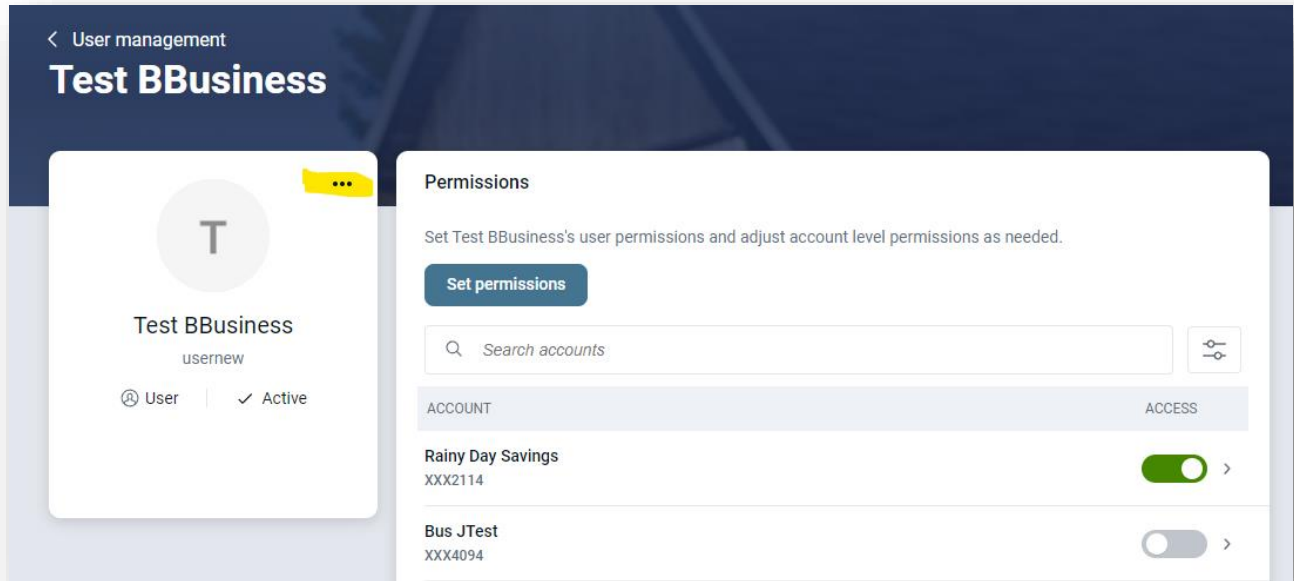 User management
Test BBusiness
T
Test BBusiness
usernew
User
Active
Permissions
Set Test BBusiness's user permissions and adjust account level permissions as needed.
Set permissions
Search accounts
ACCOUNT ACCESS
Rainy Day Savings
XXX2114
Bus JTest
XXX4094